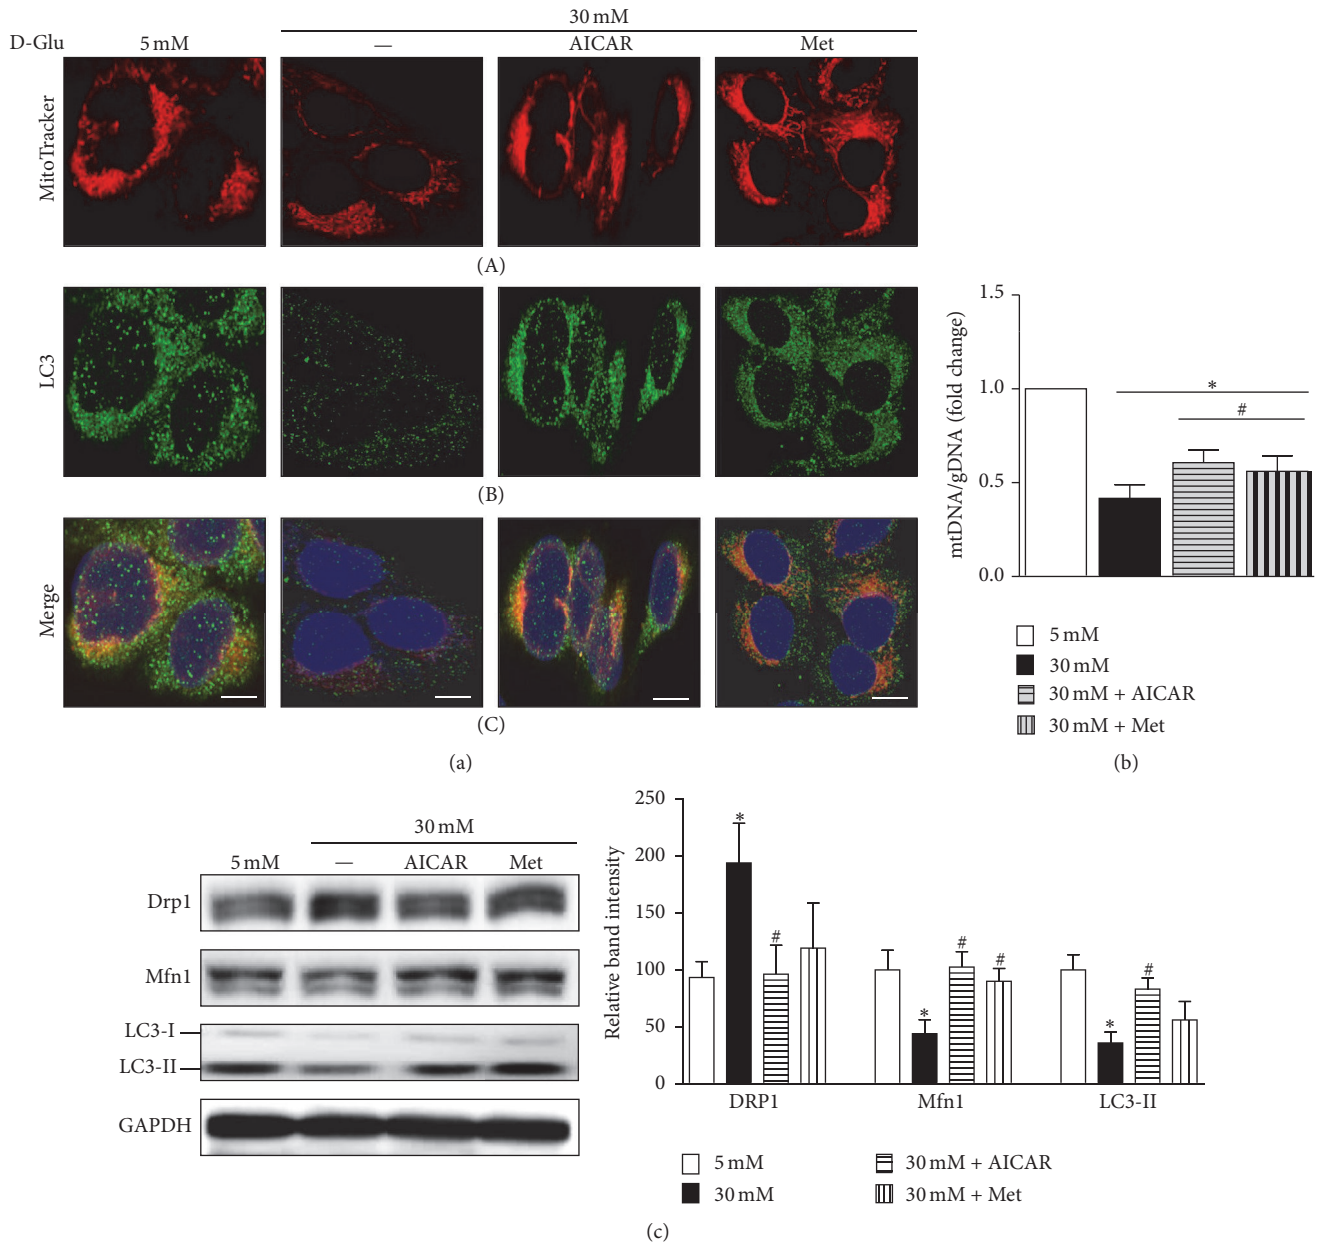 30 mM
D-Glu 5 mM — AICAR Met
MitoTracker
(A)
LC3
(B)
Merge
(C)
(a)
mtDNA/gDNA (fold change)
1.5
1.0
0.5
0.0
*
#
5 mM
30 mM
30 mM + AICAR
30 mM + Met
(b)
30 mM
5 mM — AICAR Met
Drp1
Mfn1
LC3-I
LC3-II
GAPDH
Relative band intensity
250
200
150
100
50
0
* # * # # * #
DRP1 Mfn1 LC3-II
5 mM 30 mM + AICAR
30 mM 30 mM + Met
(c)